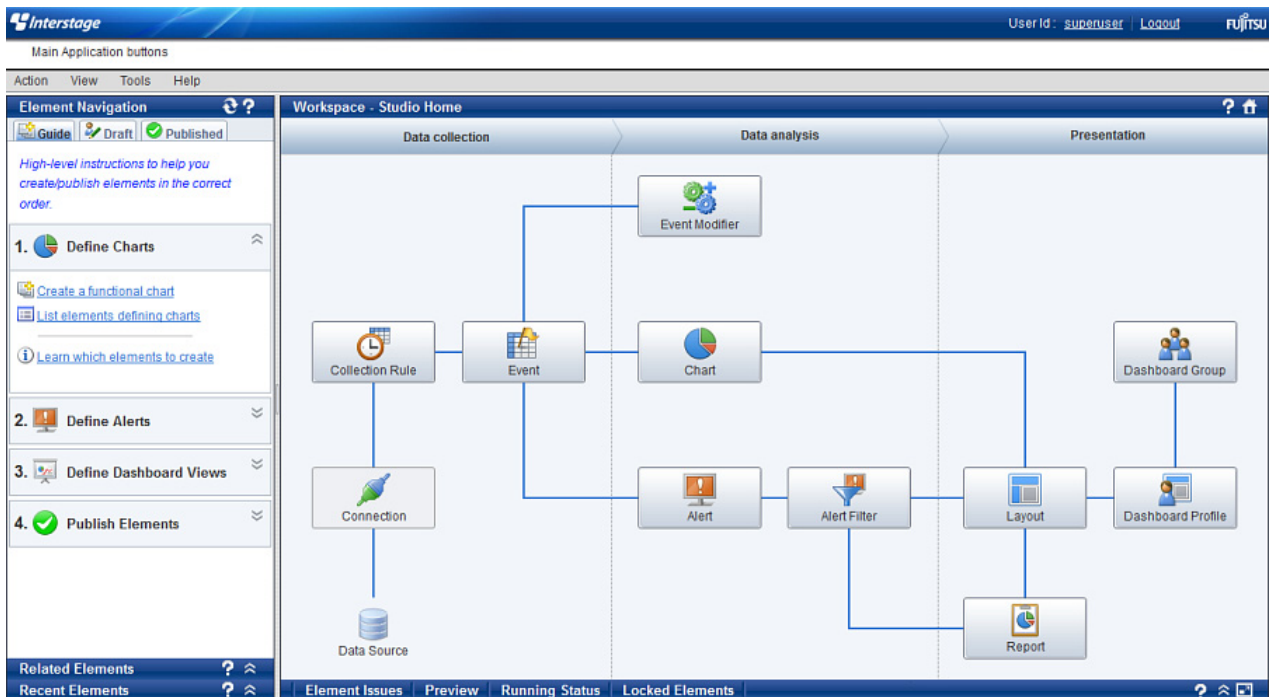 Interstage
User Id : superuser Logout
FUJITSU
Main Application buttons
Action View Tools Help
Element Navigation
Guide Draft Published
High-level instructions to help you
create/publish elements in the correct
order.
1. Define Charts
Create a functional chart
List elements defining charts
Learn which elements to create
2. Define Alerts
3. Define Dashboard Views
4. Publish Elements
Related Elements
Recent Elements
Workspace - Studio Home
Data collection Data analysis Presentation
Event Modifier
Collection Rule Event Chart Dashboard Group
Connection Alert Alert Filter Layout Dashboard Profile
Data Source Report
Element Issues Preview Running Status Locked Elements